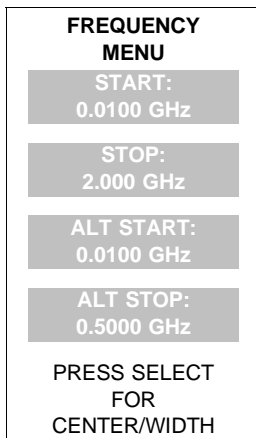 FREQUENCY
MENU
START:
0.0100 GHz
STOP:
2.000 GHz
ALT START:
0.0100 GHz
ALT STOP:
0.5000 GHz
PRESS SELECT
FOR
CENTER/WIDTH